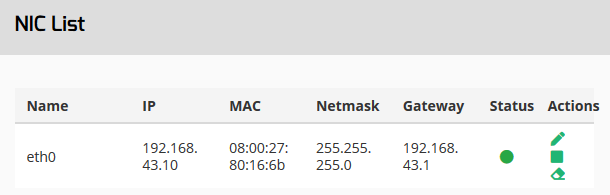 NIC List
Name IP MAC Netmask Gateway Status Actions
192.168. 08:00:27: 255.255. 192.168.
eth0
43.10 80:16:6b 255.0 43.1